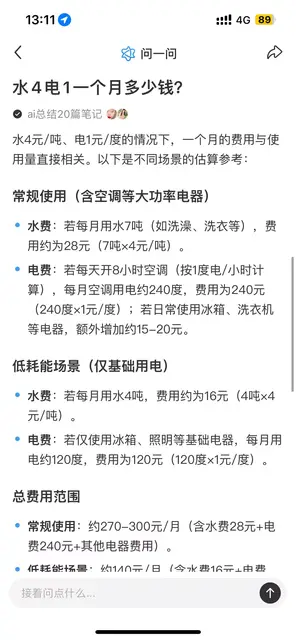 13:11
4G 89
问一问
水4电1一个月多少钱?
ai总结20篇笔记
水4元/吨、电1元/度的情况下，一个月的费用与使
用量直接相关。以下是不同场景的估算参考：
常规使用（含空调等大功率电器）
水费：若每月用水7吨（如洗澡、洗衣等），费
用约为28元（7吨×4元/吨）。
电费：若每天开8小时空调（按1度电/小时计
算），每月空调用电约240度，费用为240元
（240度×1元/度）；若日常使用冰箱、洗衣机
等电器，额外增加约15-20元。
低耗能场景（仅基础用电）
水费：若每月用水4吨，费用约为16元（4吨×4
元/吨）。
电费：若仅使用冰箱、照明等基础电器，每月用
电约120度，费用为120元（120度×1元/度）。
总费用范围
常规使用：约270-300元/月（含水费28元+电
费240元+其他电器费用）。
低耗能场景：约140元/月（含水费16元+电费
接着问点什么...